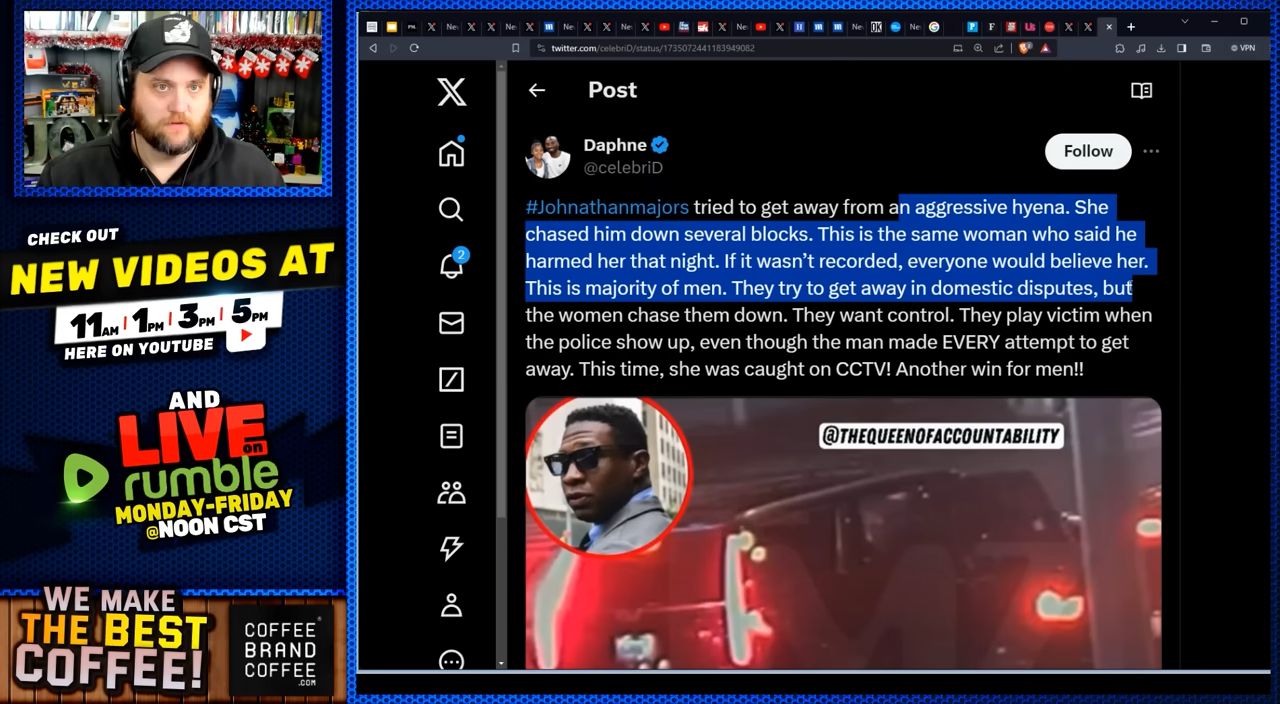 CHECK OUT
NEW VIDEOS AT
11AM | 1PM | 3PM | 5PM
HERE ON YOUTUBE
AND
LIVE on
rumble
MONDAY-FRIDAY
@NOON CST
WE MAKE
THE BEST
COFFEE!
COFFEE
BRAND
COFFEE
.COM
twitter.com/celebriD/status/1735072441183949082
VPN
2
Post
Daphne
@celebriD
Follow
#Johnathanmajors tried to get away from an aggressive hyena. She
chased him down several blocks. This is the same woman who said he
harmed her that night. If it wasn’t recorded, everyone would believe her.
This is majority of men. They try to get away in domestic disputes, but
the women chase them down. They want control. They play victim when
the police show up, even though the man made EVERY attempt to get
away. This time, she was caught on CCTV! Another win for men!!
@THEQUEENOFACCOUNTABILITY